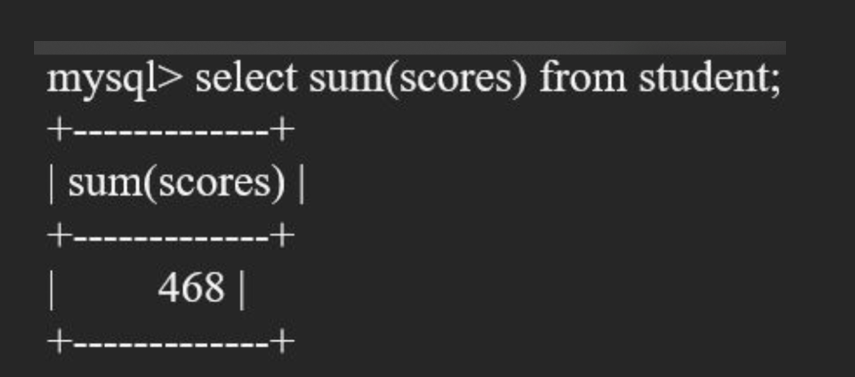 mysql> select sum(scores) from student;
+-------------+
| sum(scores) |
+-------------+
|         468 |
+-------------+